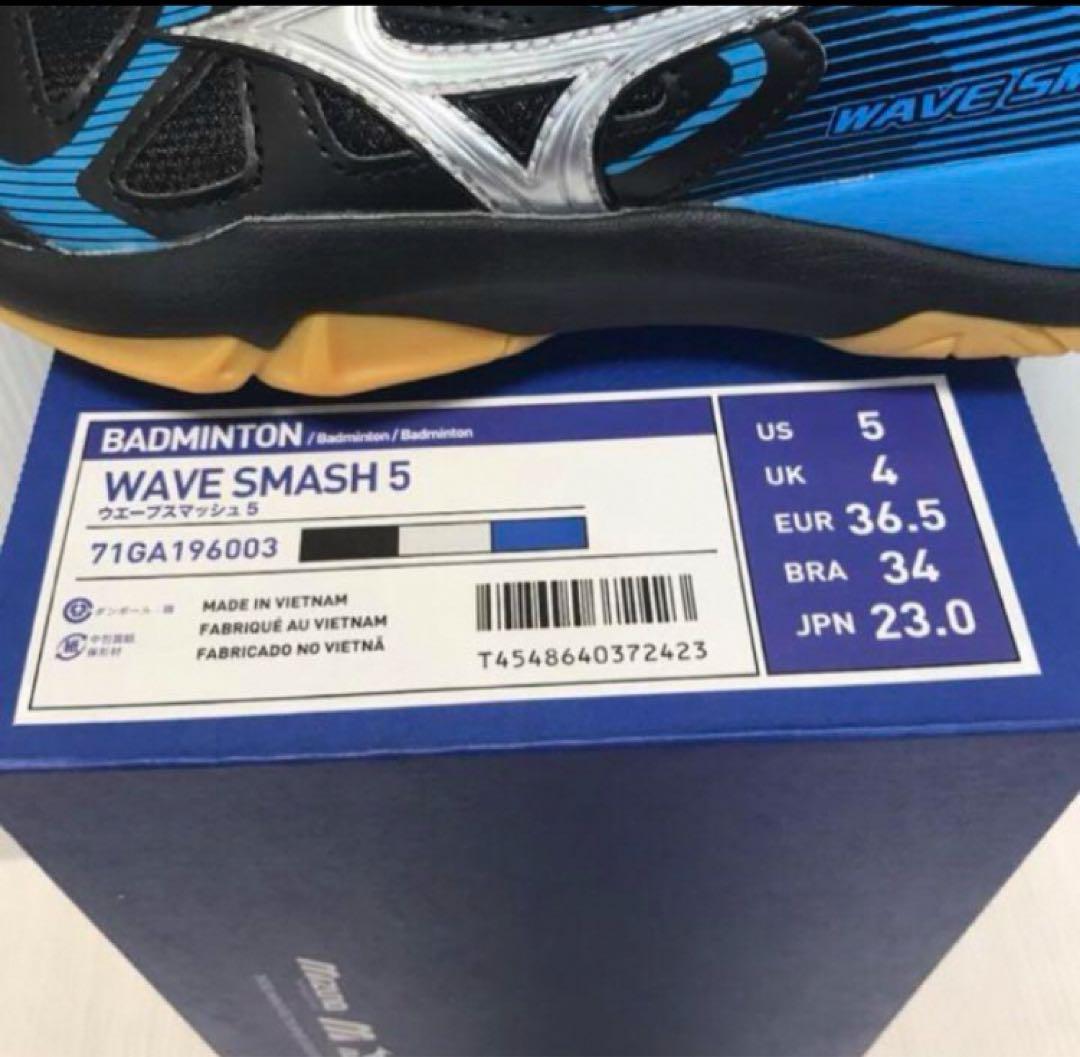 WAVE
BADMINTON / Badminton / Badminton
WAVE SMASH 5
ウエーブスマッシュ 5
71GA196003
MADE IN VIETNAM
FABRIQUÉ AU VIETNAM
FABRICADO NO VIETNÃ
T4548640372423
US 5
UK 4
EUR 36.5
BRA 34
JPN 23.0